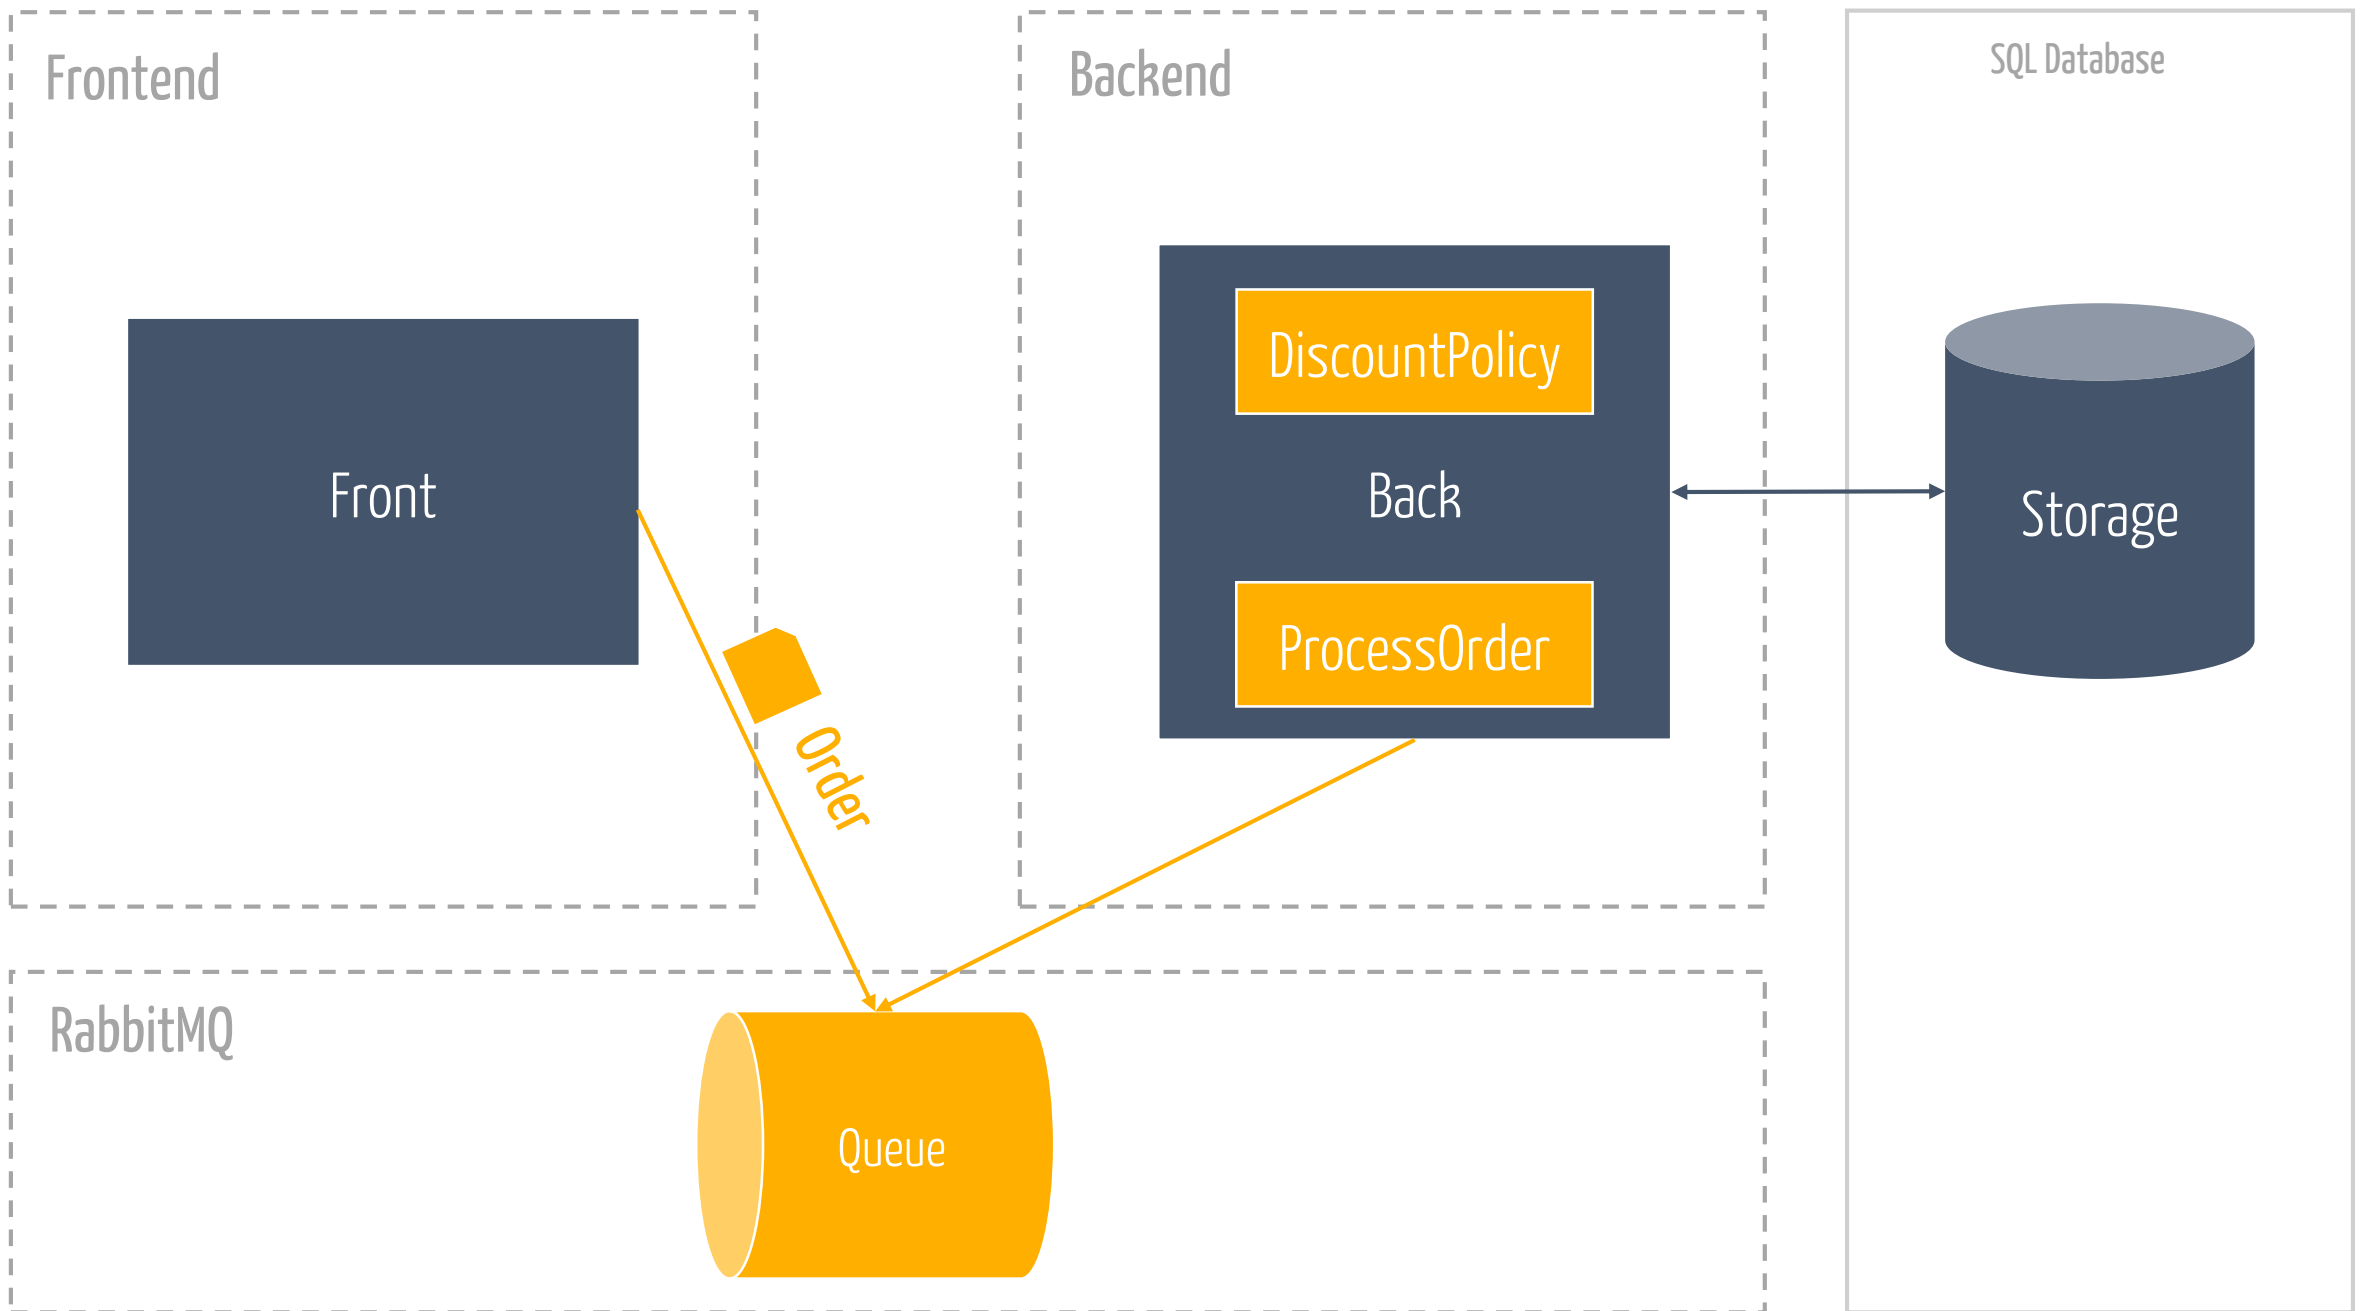 Frontend
Backend
SQL Database
DiscountPolicy
Front
Back
Storage
ProcessOrder
Order
RabbitMQ
Queue